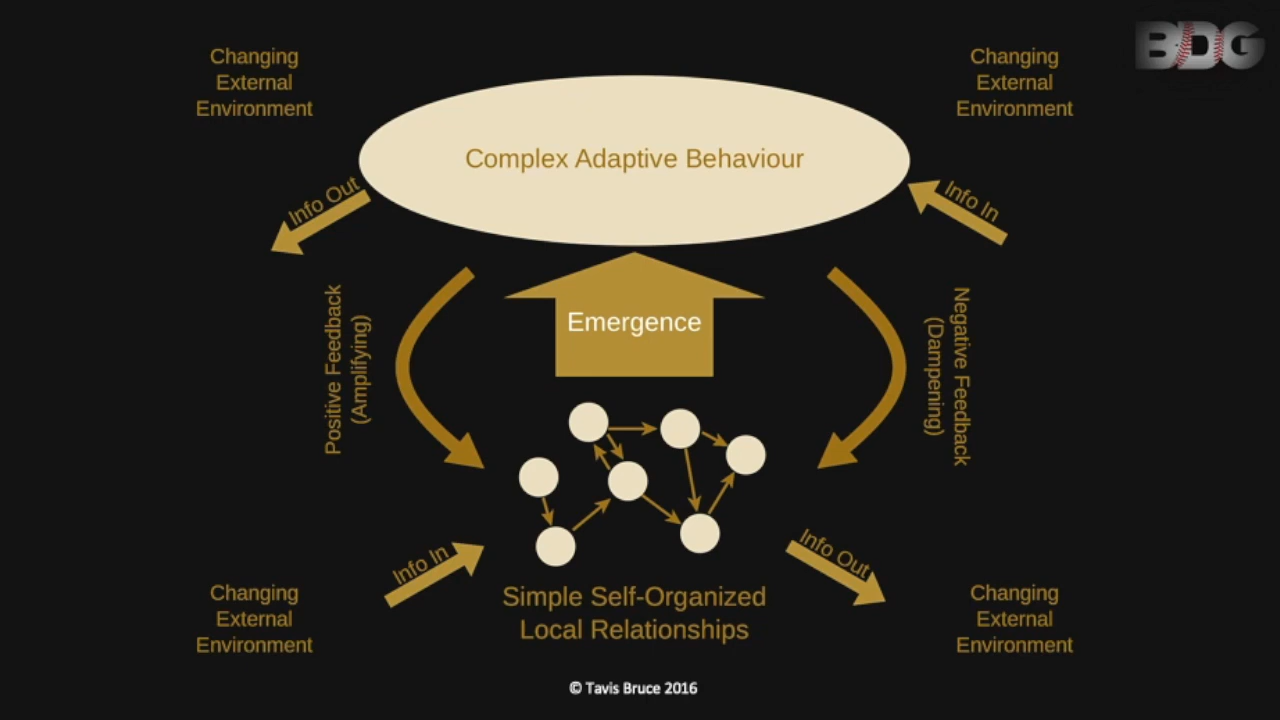 Changing
External
Environment
Changing
External
Environment
BDG
Complex Adaptive Behaviour
Info Out
Info In
Positive Feedback
(Amplifying)
Emergence
Negative Feedback
(Dampening)
Info In
Info Out
Changing
External
Environment
Simple Self-Organized
Local Relationships
Changing
External
Environment
© Tavis Bruce 2016